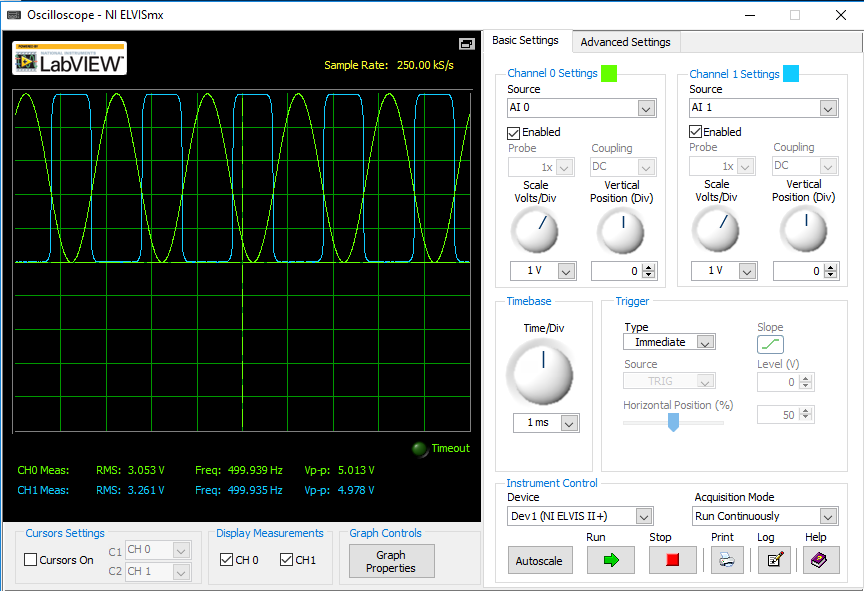 Oscilloscope - NI ELVISmx
POWERED BY
NATIONAL INSTRUMENTS
LabVIEW™
Sample Rate: 250.00 kS/s
Timeout
CH0 Meas: RMS: 3.053 V Freq: 499.939 Hz Vp-p: 5.013 V
CH1 Meas: RMS: 3.261 V Freq: 499.935 Hz Vp-p: 4.978 V
Cursors Settings
Cursors On
C1 CH 0
C2 CH 1
Display Measurements
CH 0 CH1
Graph Controls
Graph
Properties
Basic Settings Advanced Settings
Channel 0 Settings
Source
AI 0
Enabled
Probe Coupling
1x DC
Scale Vertical
Volts/Div Position (Div)
1 V 0
Channel 1 Settings
Source
AI 1
Enabled
Probe Coupling
1x DC
Scale Vertical
Volts/Div Position (Div)
1 V 0
Timebase
Time/Div
1 ms
Trigger
Type Slope
Immediate
Source Level (V)
TRIG 0
Horizontal Position (%)
50
Instrument Control
Device Acquisition Mode
Dev1 (NI ELVIS II+) Run Continuously
Run Stop Print Log Help
Autoscale